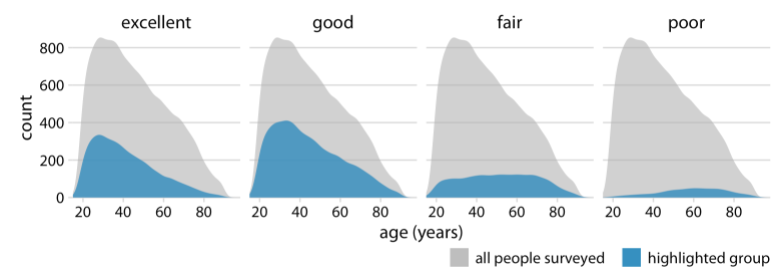 excellent good fair poor
800
600
400
200
0
count
20 40 60 80 20 40 60 80 20 40 60 80 20 40 60 80
age (years)
all people surveyed highlighted group